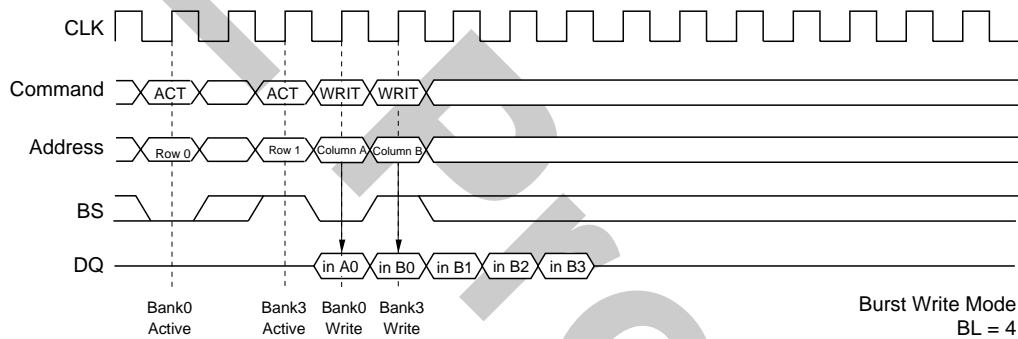 CLK
Command ACT ACT WRIT WRIT
Address Row 0 Row 1 Column A Column B
BS
DQ in A0 in B0 in B1 in B2 in B3
Bank0 Bank3 Bank0 Bank3 Burst Write Mode
Active Active Write Write BL = 4